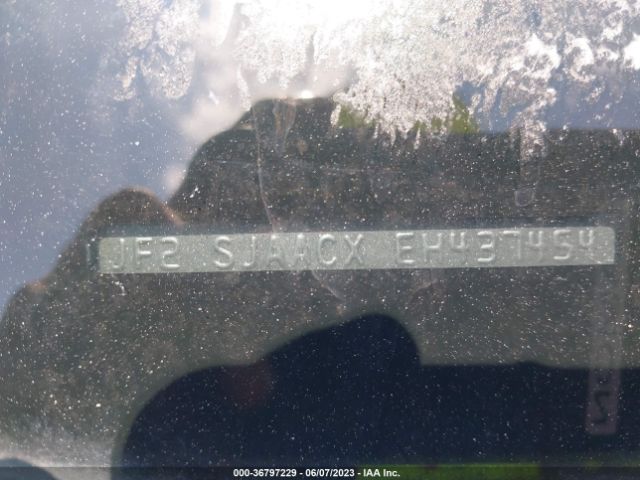 JF2 SJAACX EH437454
000-36797229 - 06/07/2023 - IAA Inc.